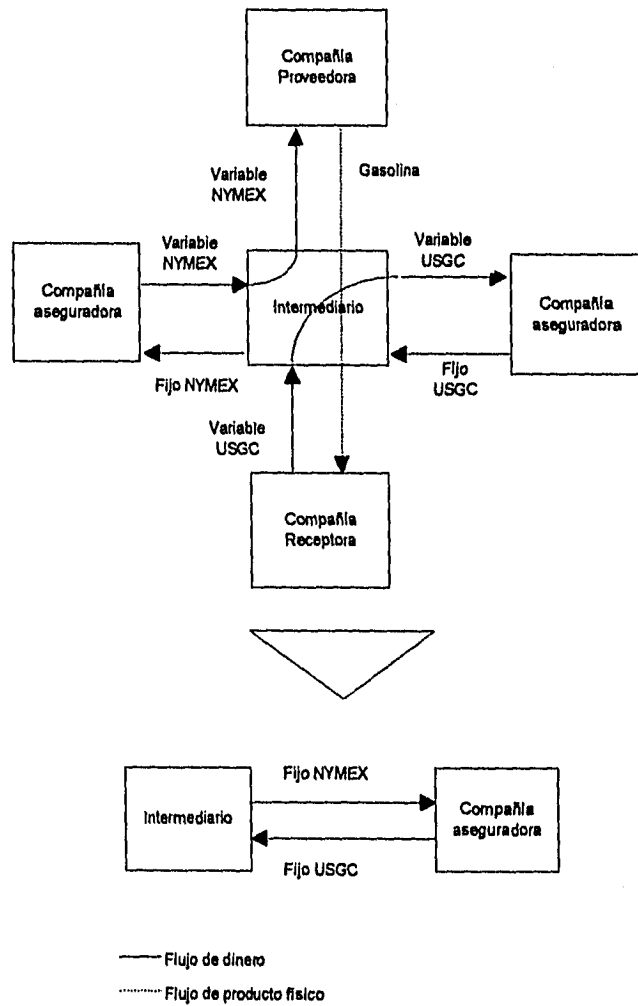 Compañía
Proveedora
Variable
NYMEX
Gasolina
Variable
NYMEX
Variable
USGC
Compañía
aseguradora
Intermediario
Compañía
aseguradora
Fijo NYMEX
Fijo
USGC
Variable
USGC
Compañía
Receptora
Fijo NYMEX
Intermediario
Compañía
aseguradora
Fijo USGC
Flujo de dinero
Flujo de producto físico